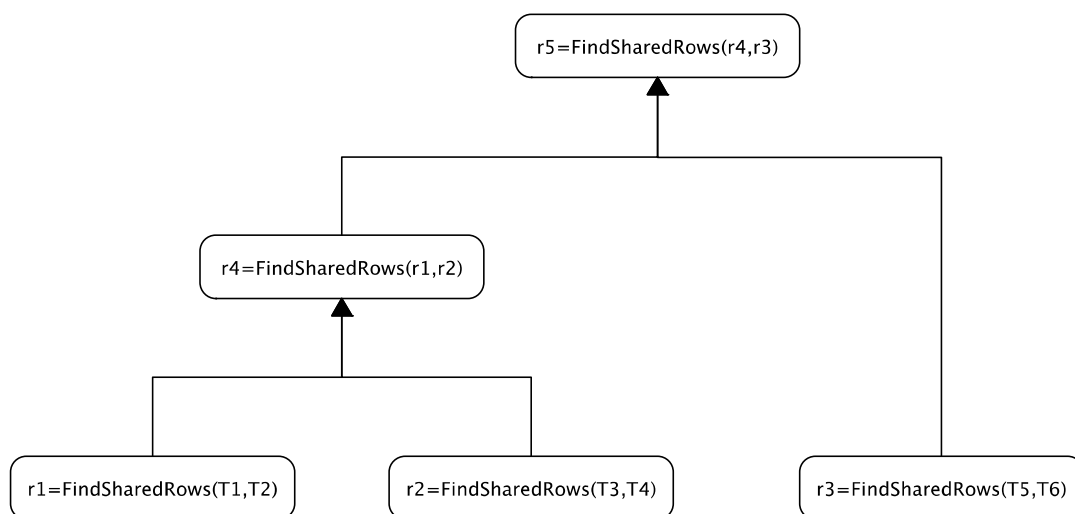 r5=FindSharedRows(r4,r3)
r4=FindSharedRows(r1,r2)
r1=FindSharedRows(T1,T2)
r2=FindSharedRows(T3,T4)
r3=FindSharedRows(T5,T6)